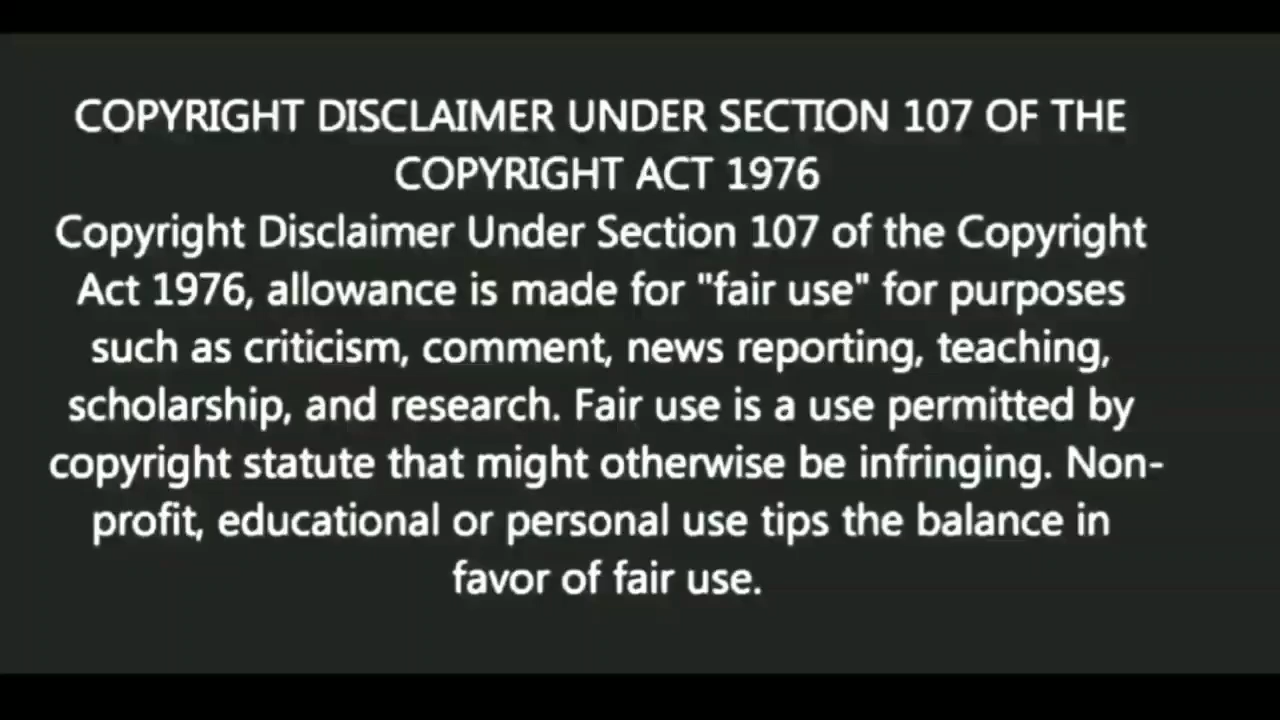 COPYRIGHT DISCLAIMER UNDER SECTION 107 OF THE
COPYRIGHT ACT 1976
Copyright Disclaimer Under Section 107 of the Copyright
Act 1976, allowance is made for "fair use" for purposes
such as criticism, comment, news reporting, teaching,
scholarship, and research. Fair use is a use permitted by
copyright statute that might otherwise be infringing. Non-
profit, educational or personal use tips the balance in
favor of fair use.